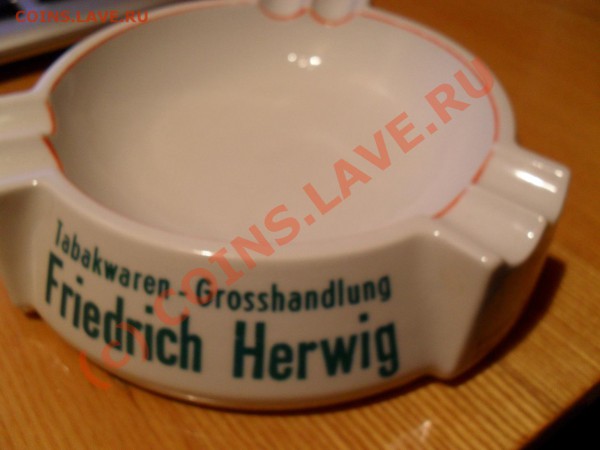 COINS.LAVE.RU
Tabakwaren - Grosshandlung
Friedrich Herwig
(c) COINS.LAVE.RU